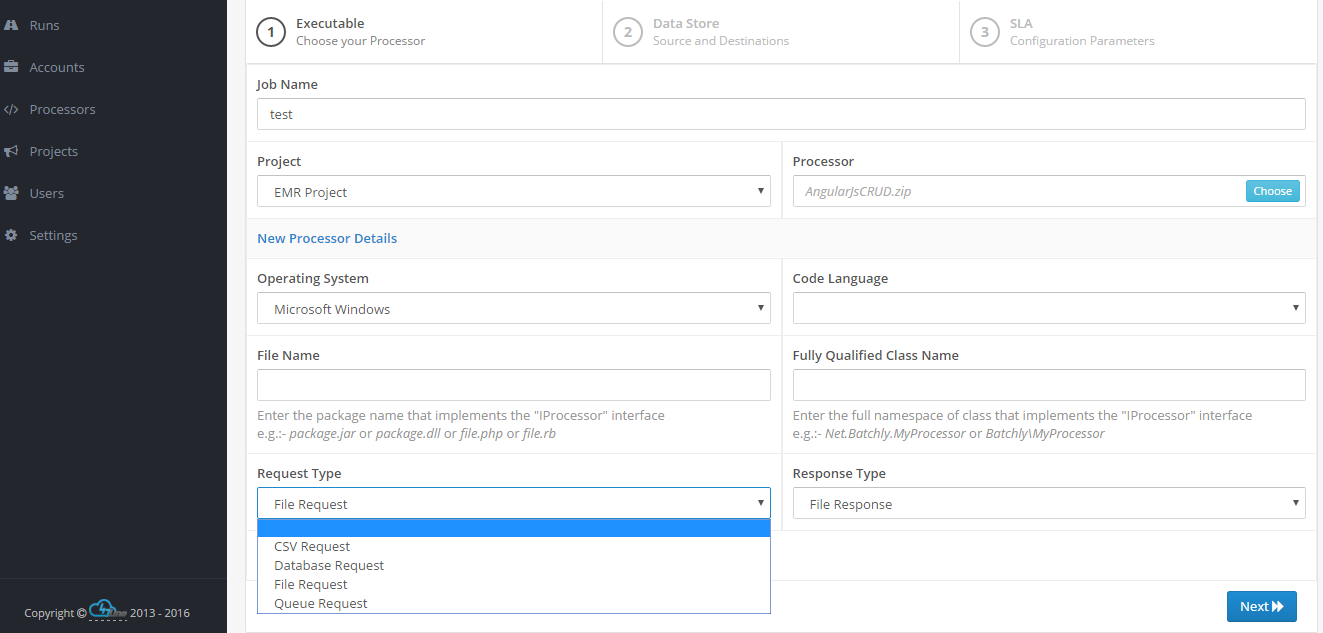 Runs
Accounts
Processors
Projects
Users
Settings
Copyright © 2013 - 2016
1
Executable
Choose your Processor
2
Data Store
Source and Destinations
3
SLA
Configuration Parameters
Job Name
test
Project
EMR Project
Processor
AngularJsCRUD.zip
Choose
New Processor Details
Operating System
Microsoft Windows
Code Language
File Name
Enter the package name that implements the "IProcessor" interface
e.g.:- package.jar or package.dll or file.php or file.rb
Fully Qualified Class Name
Enter the full namespace of class that implements the "IProcessor" interface
e.g.:- Net.Batchly.MyProcessor or Batchly\MyProcessor
Request Type
File Request
CSV Request
Database Request
File Request
Queue Request
Response Type
File Response
Next